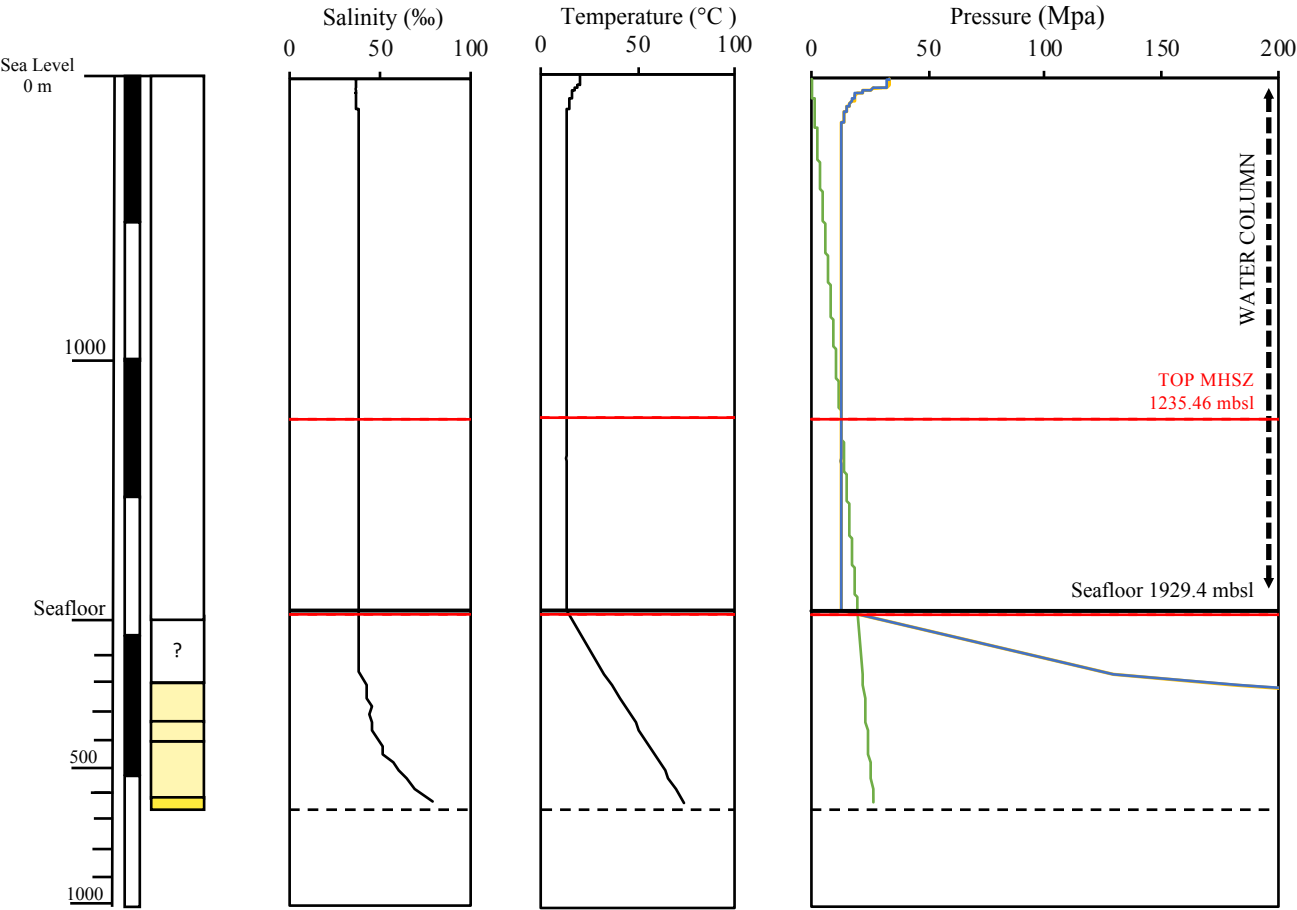 Salinity (‰)
Temperature (°C )
Pressure (Mpa)
0 50 100
0 50 100
0 50 100 150 200
Sea Level
0 m
WATER COLUMN
1000
TOP MHSZ
1235.46 mbsl
Seafloor
Seafloor 1929.4 mbsl
?
500
1000